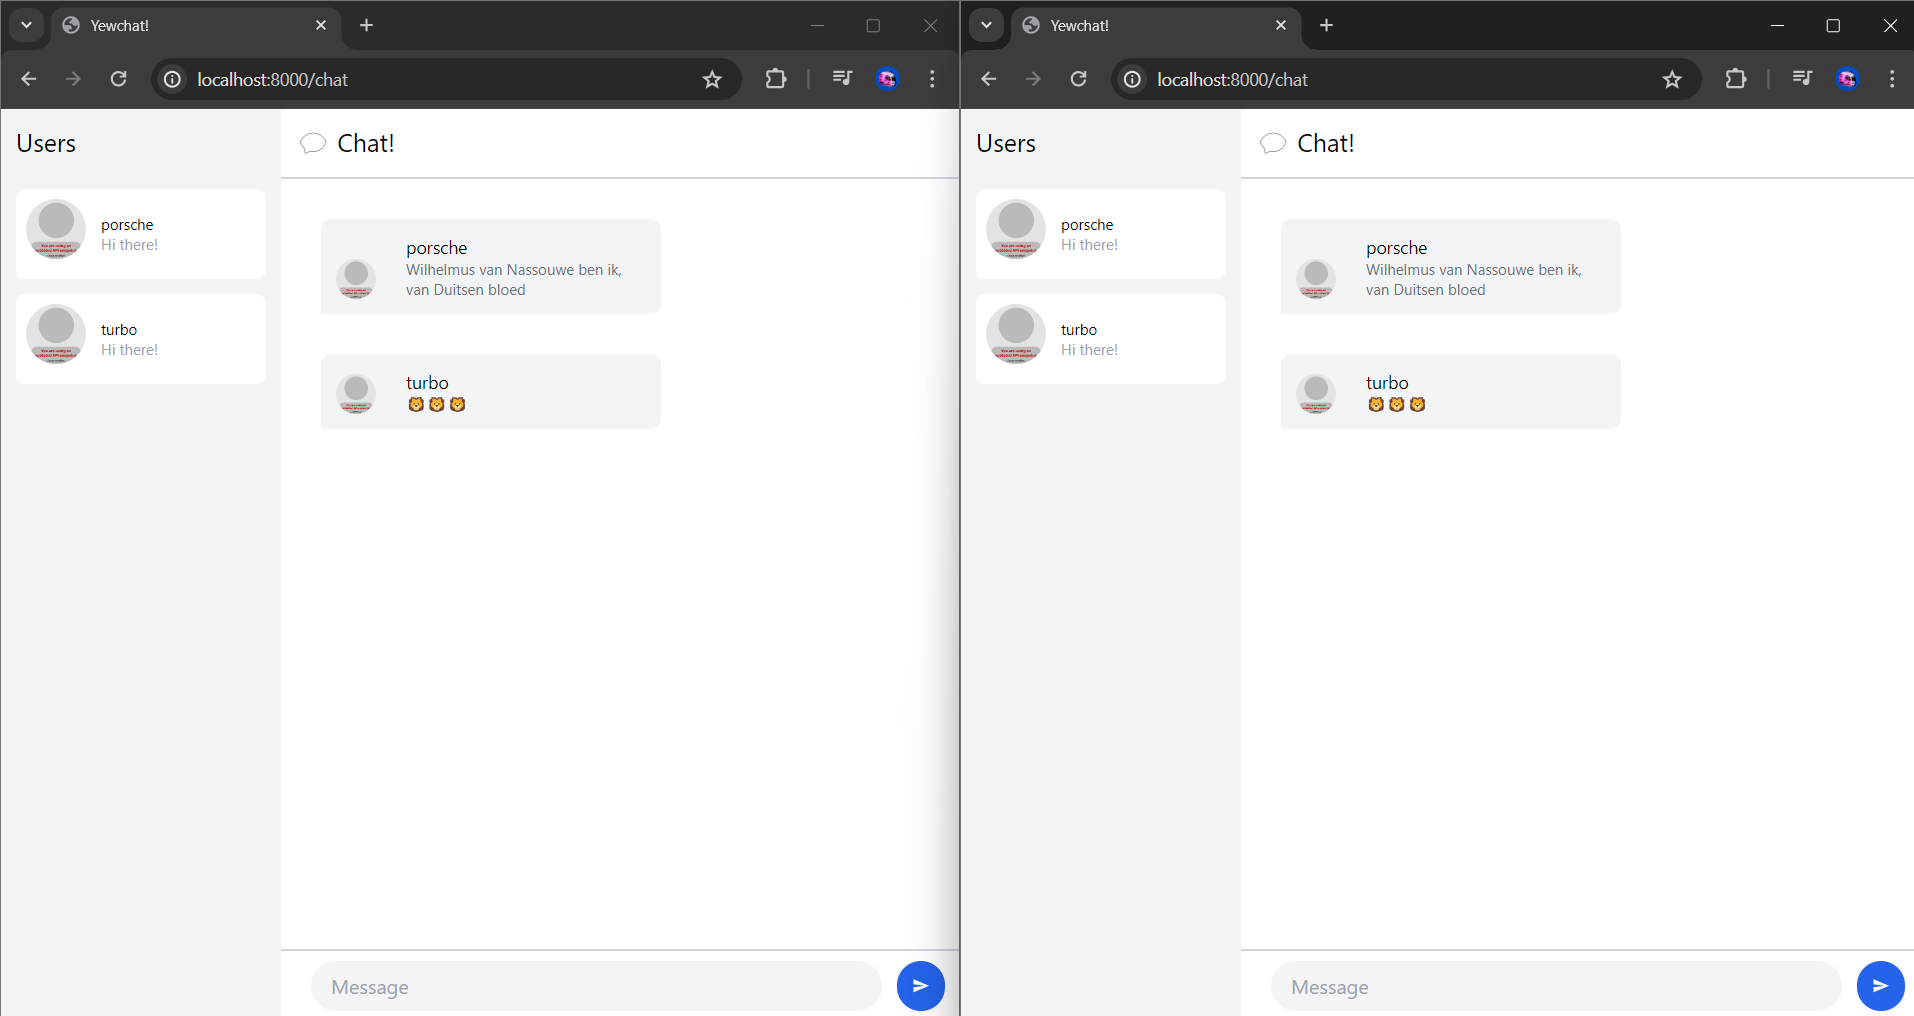 Yewchat!
localhost:8000/chat
Users
Chat!
porsche
Hi there!
turbo
Hi there!
porsche
Wilhelmus van Nassouwe ben ik,
van Duitsen bloed
turbo
🦁🦁🦁
Message
Yewchat!
localhost:8000/chat
Users
Chat!
porsche
Hi there!
turbo
Hi there!
porsche
Wilhelmus van Nassouwe ben ik,
van Duitsen bloed
turbo
🦁🦁🦁
Message